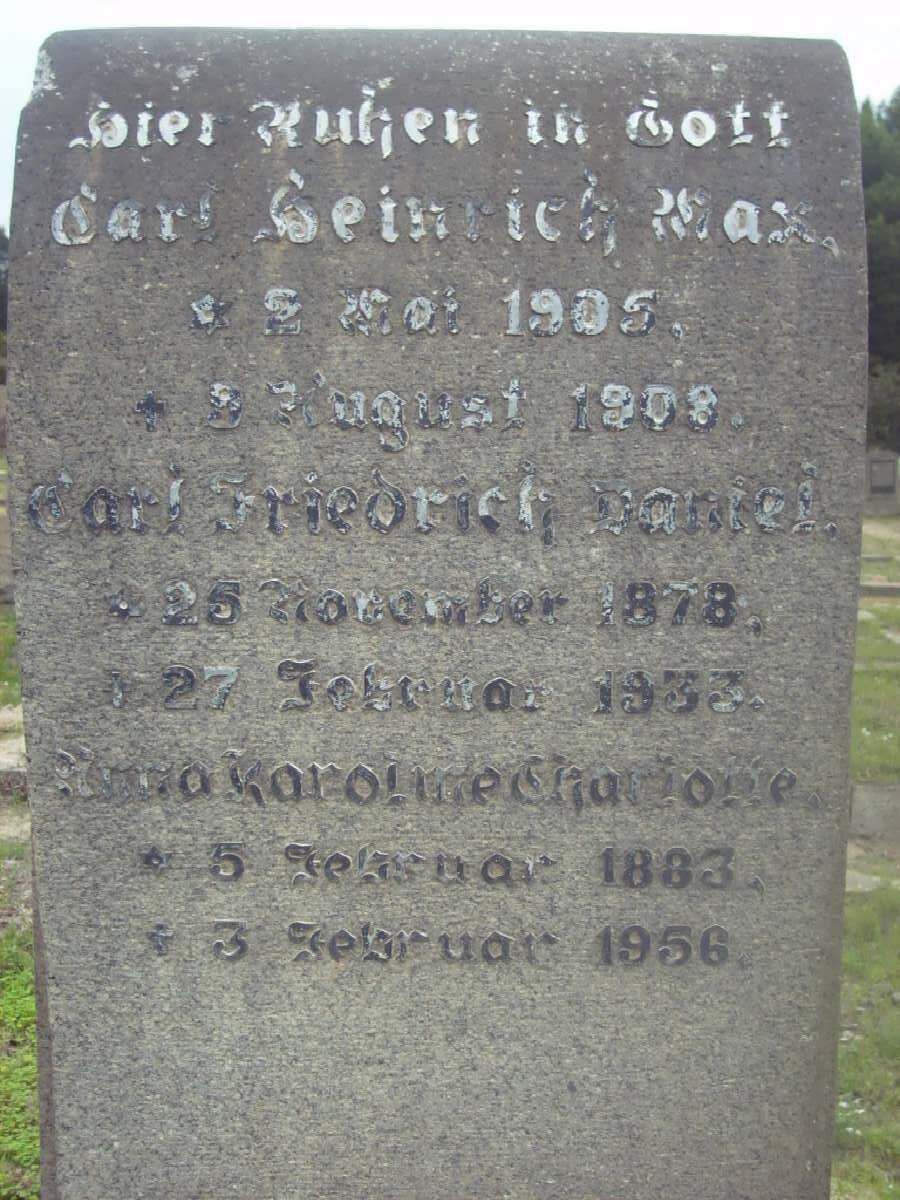 Hier Ruhen in Gott
Carl Heinrich Max,
* 2 Mai 1905,
† 9 August 1908.
Carl Friedrich Daniel.
* 25 November 1878,
† 27 Februar 1933.
Anna Karoline Charlotte.
* 5 Februar 1883,
† 3 Februar 1956.